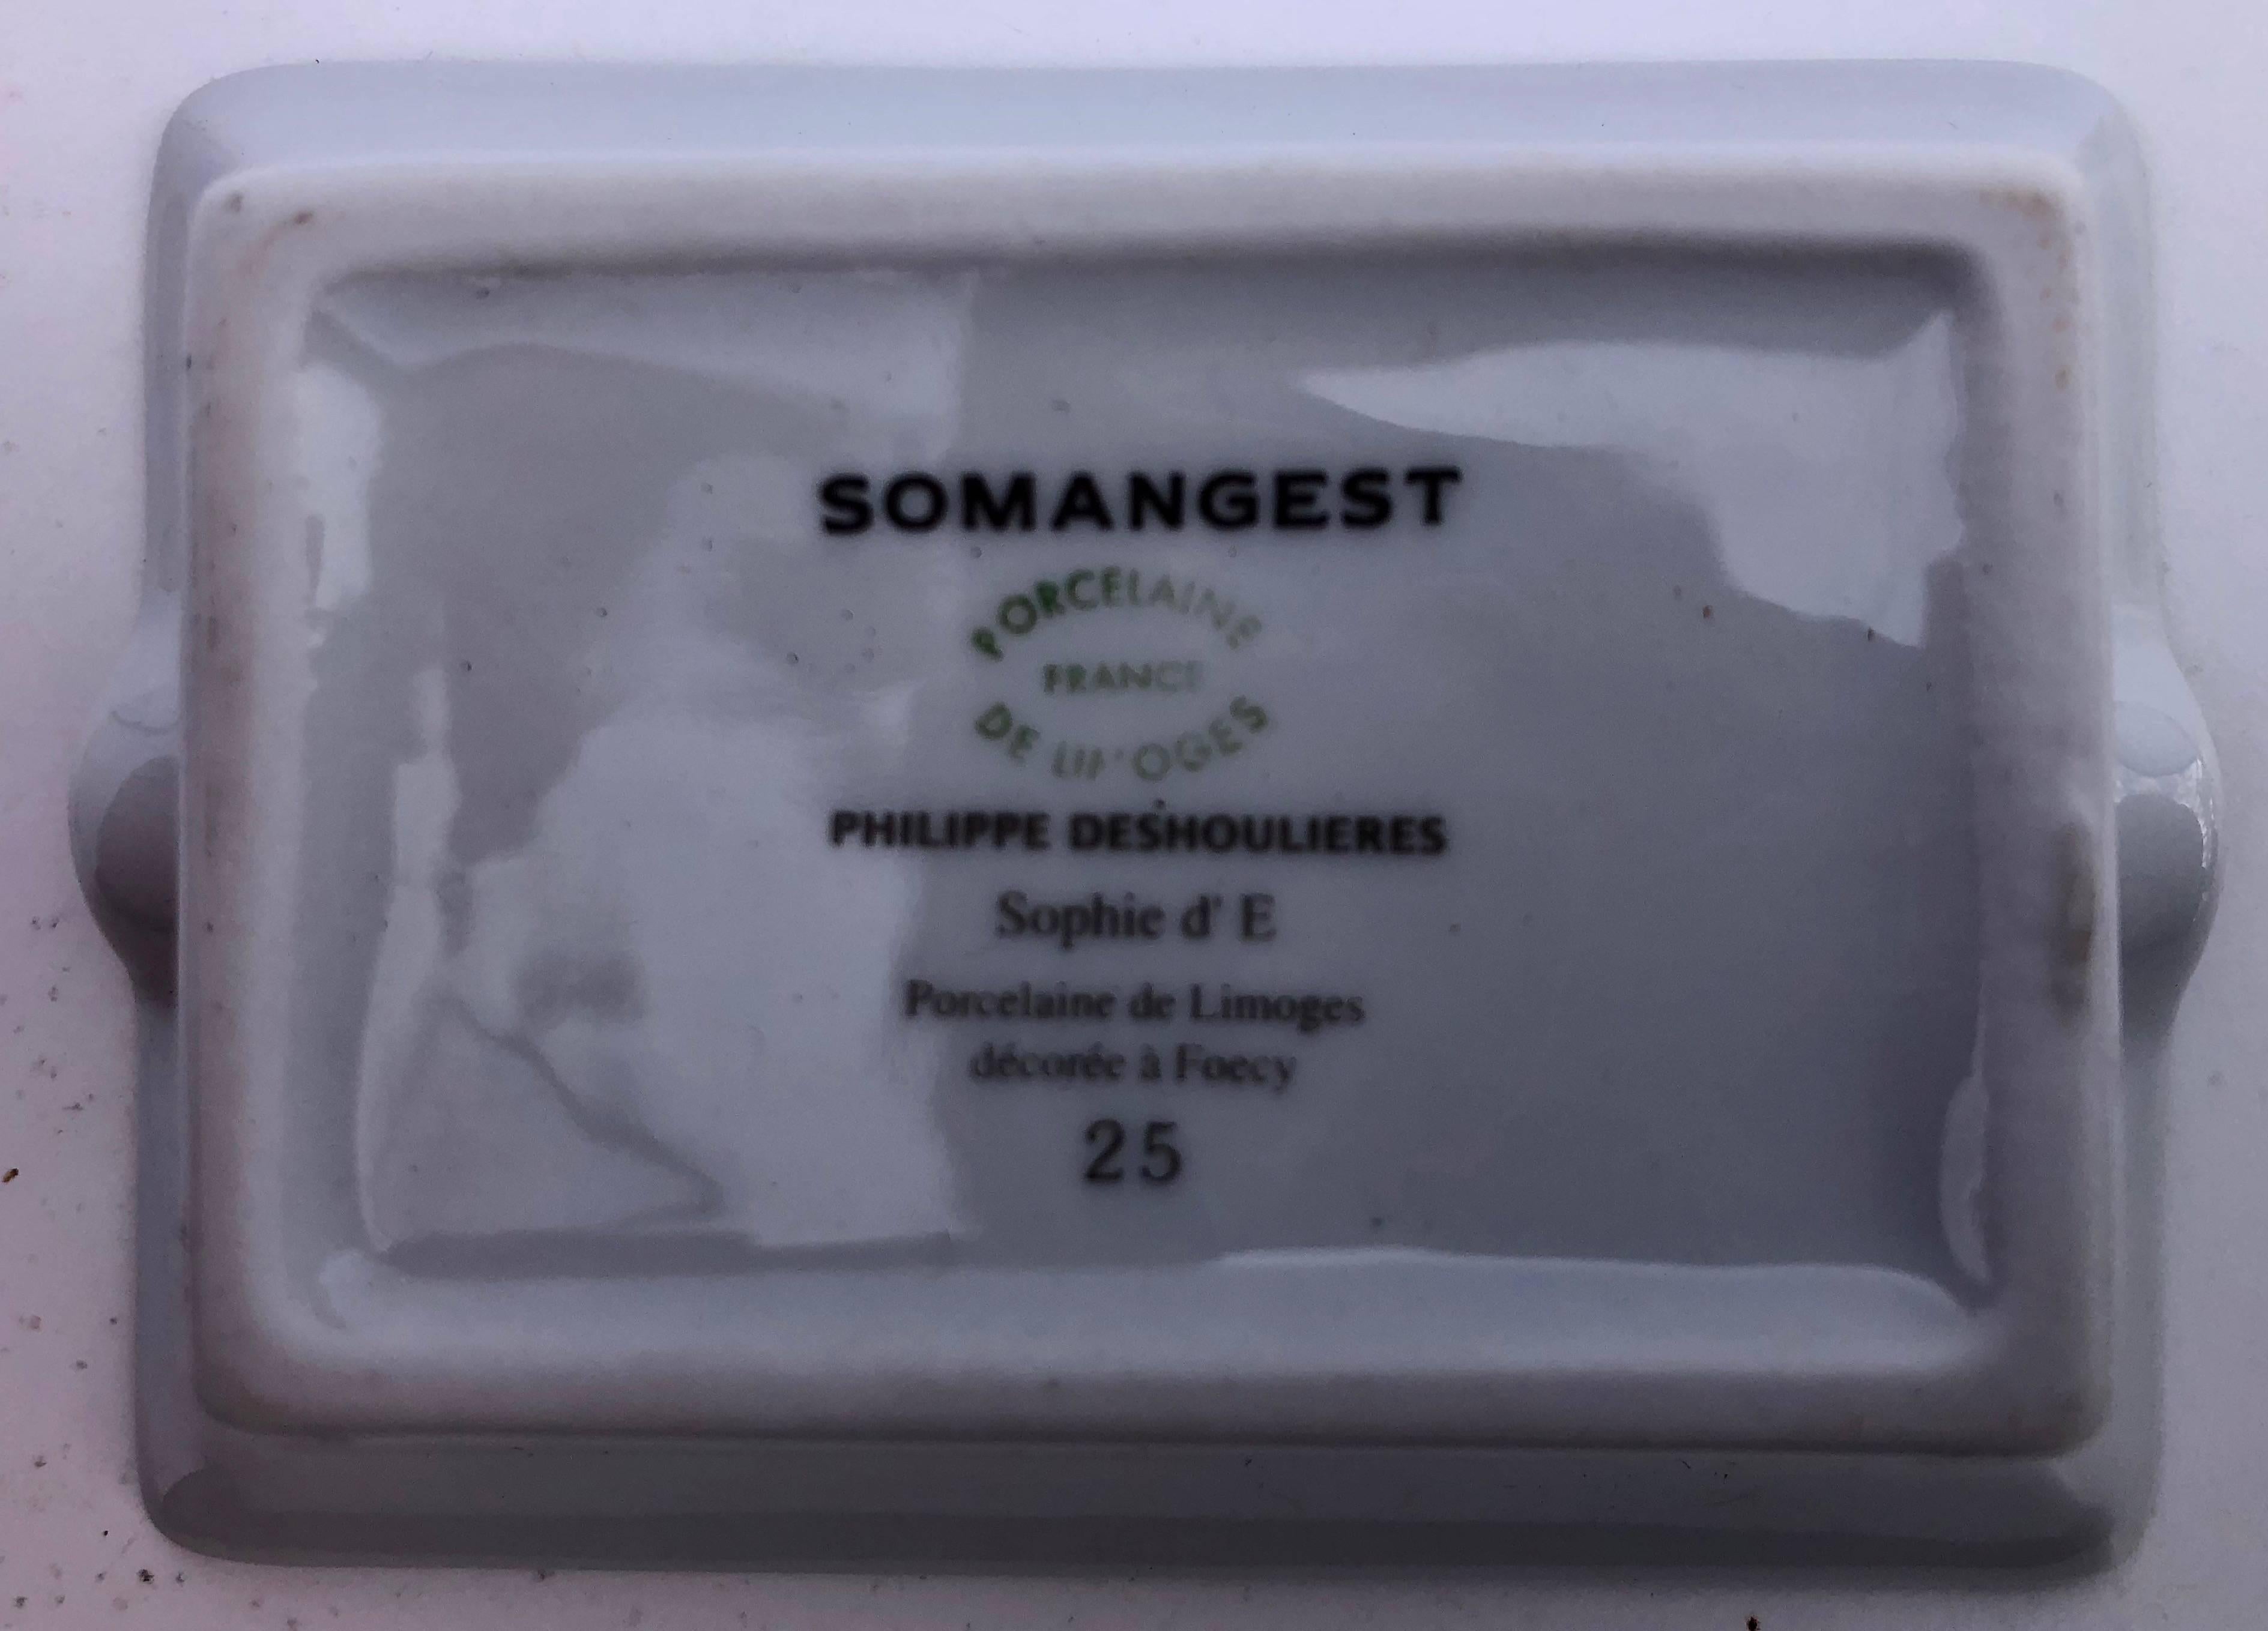 SOMANGEST
PORCELAINE
FRANCE
DE LIMOGES
PHILIPPE DESHOULIERES
Sophie d' E
Porcelaine de Limoges
décorée à Foecy
25